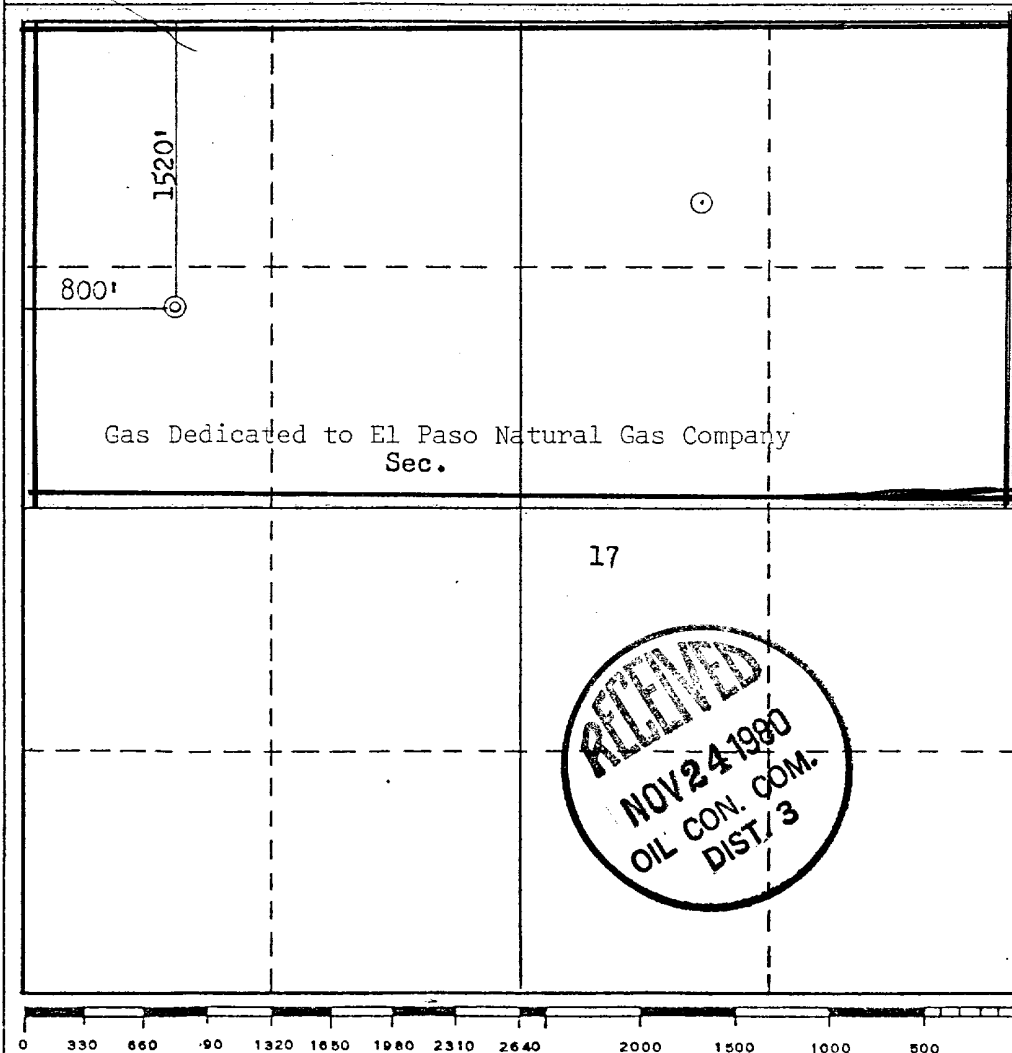 1520'
800'
Gas Dedicated to El Paso Natural Gas Company
Sec.
17
RECEIVED
NOV 24 1980
OIL CON. COM.
DIST. 3
0 330 660 90 1320 1650 1980 2310 2640 2000 1500 1000 500